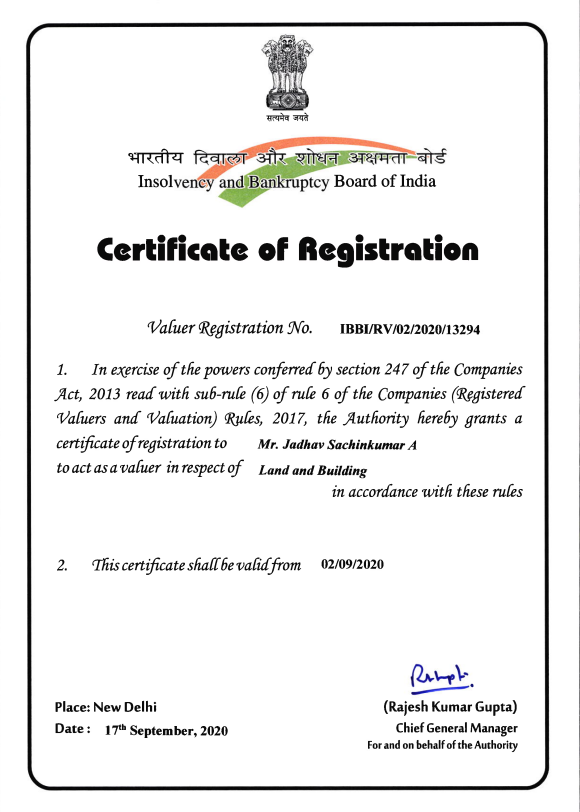 सत्यमेव जयते
भारतीय दिवाला और शोधन अक्षमता बोर्ड
Insolvency and Bankruptcy Board of India
Certificate of Registration
Valuer Registration No. IBBI/RV/02/2020/13294
1. In exercise of the powers conferred by section 247 of the Companies
Act, 2013 read with sub-rule (6) of rule 6 of the Companies (Registered
Valuers and Valuation) Rules, 2017, the Authority hereby grants a
certificate of registration to Mr. Jadhav Sachinkumar A
to act as a valuer in respect of Land and Building
in accordance with these rules
2. This certificate shall be valid from 02/09/2020
Place: New Delhi
Date : 17th September, 2020
(Rajesh Kumar Gupta)
Chief General Manager
For and on behalf of the Authority